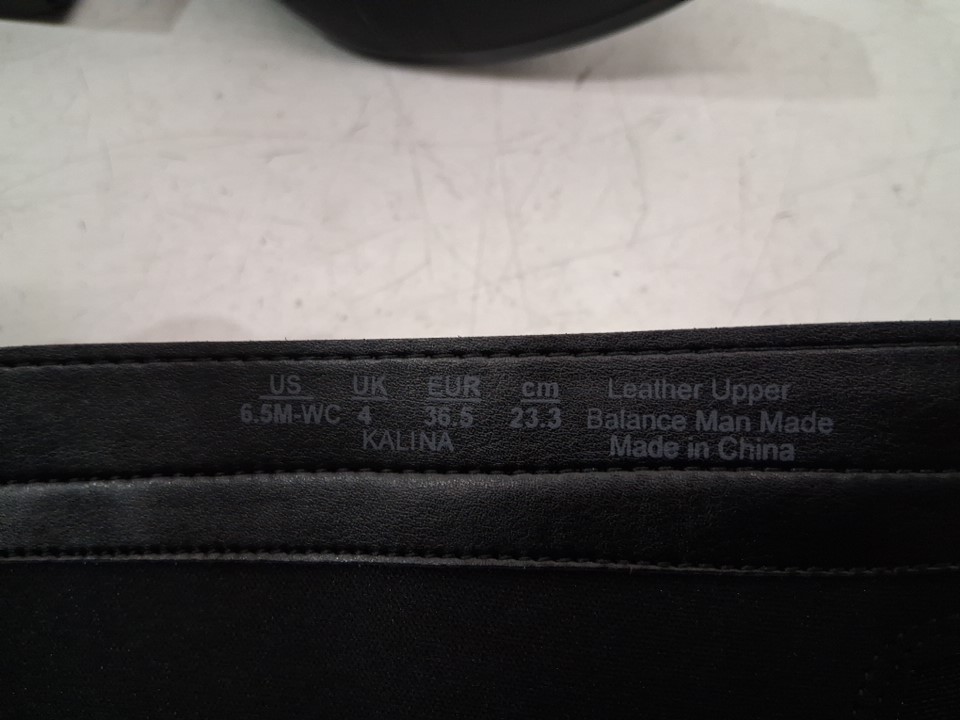 US UK EUR cm Leather Upper
6.5M-WC 4 36.5 23.3 Balance Man Made
KALINA Made in China